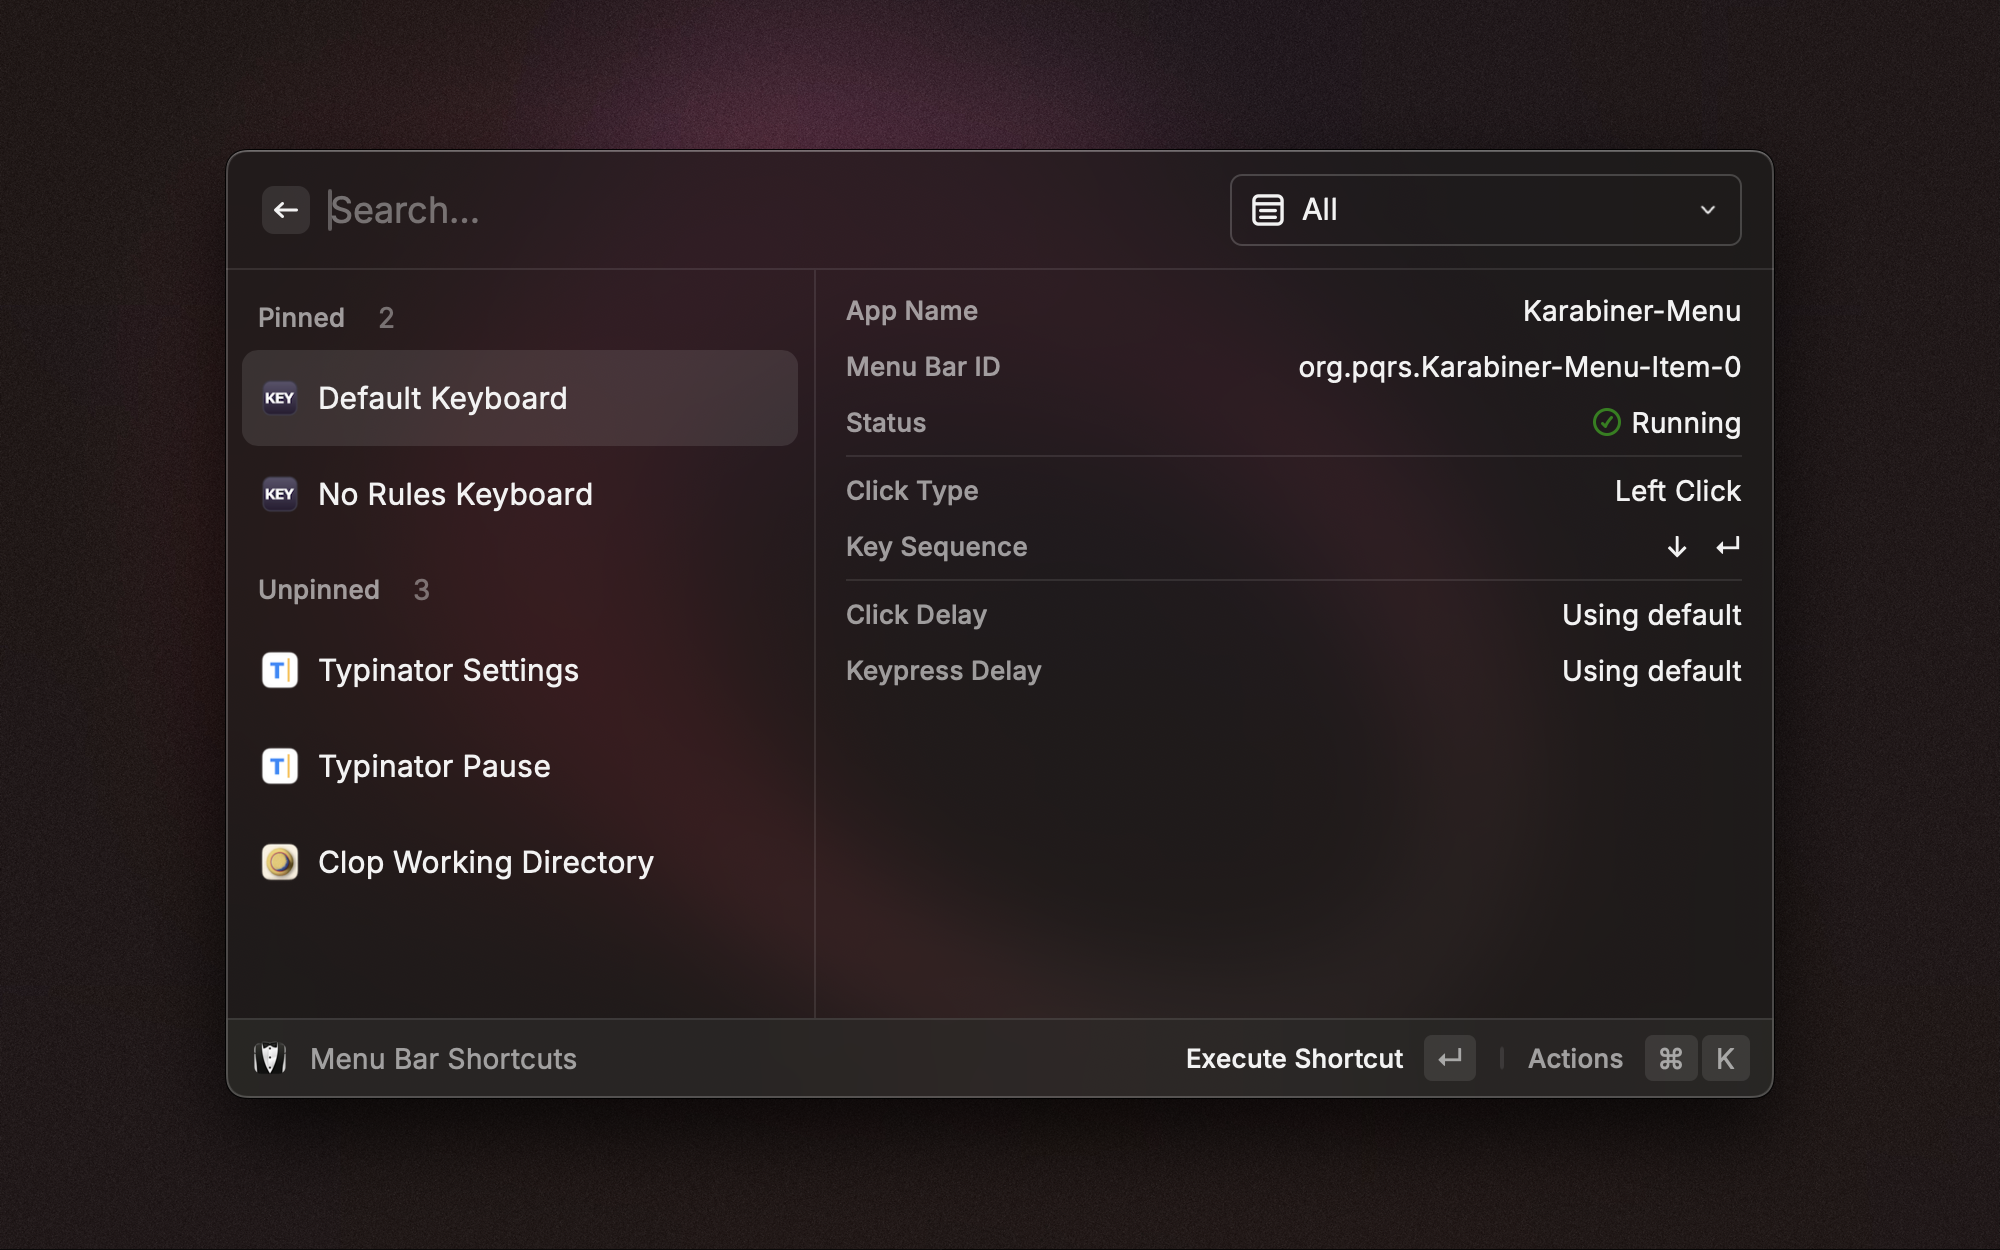 Search...
All
Pinned 2
KEY Default Keyboard
KEY No Rules Keyboard
Unpinned 3
T Typinator Settings
T Typinator Pause
Clop Working Directory
App Name Karabiner-Menu
Menu Bar ID org.pqrs.Karabiner-Menu-Item-0
Status Running
Click Type Left Click
Key Sequence ↓ ↵
Click Delay Using default
Keypress Delay Using default
Menu Bar Shortcuts
Execute Shortcut ↵ Actions ⌘ K